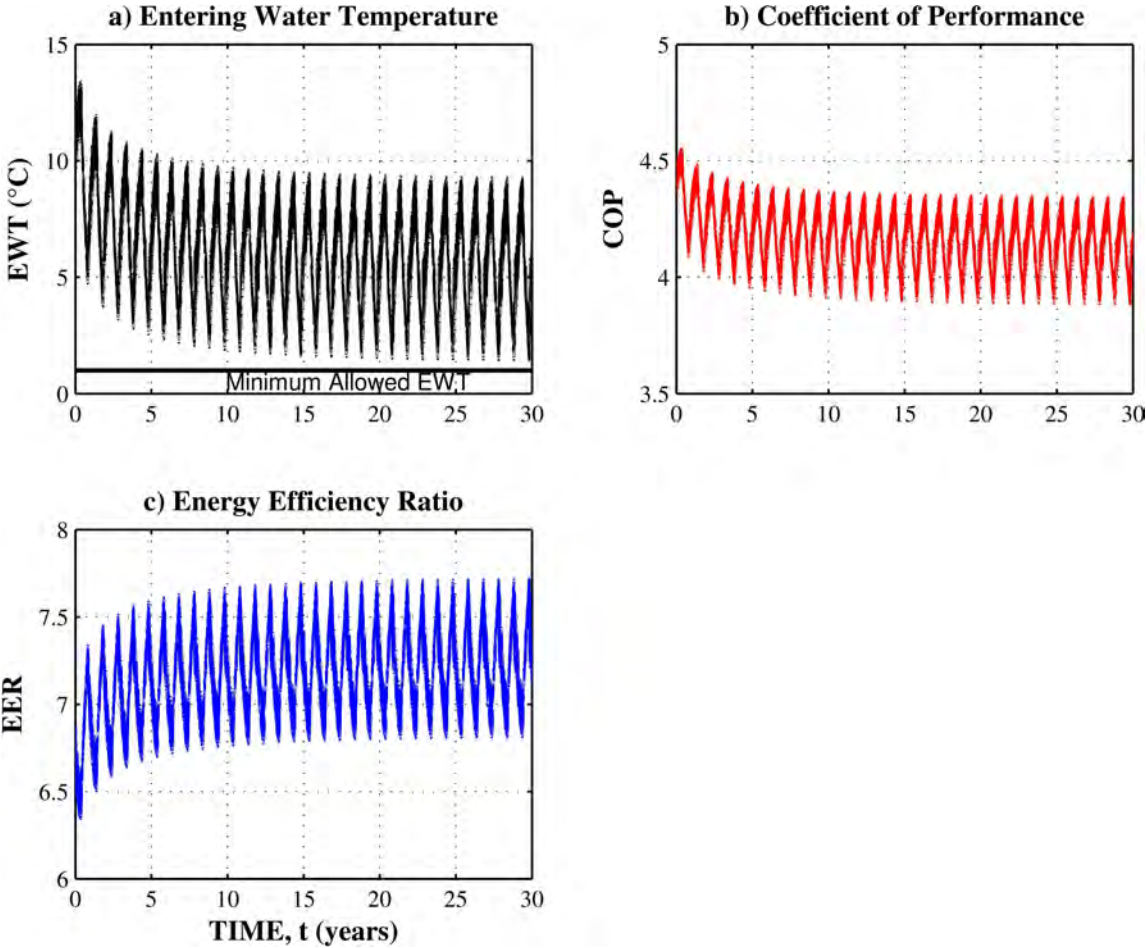 a) Entering Water Temperature
15
10
5
0
EWT (°C)
Minimum Allowed EWT
0 5 10 15 20 25 30
b) Coefficient of Performance
5
4.5
4
3.5
COP
0 5 10 15 20 25 30
c) Energy Efficiency Ratio
8
7.5
7
6.5
6
EER
0 5 10 15 20 25 30
TIME, t (years)